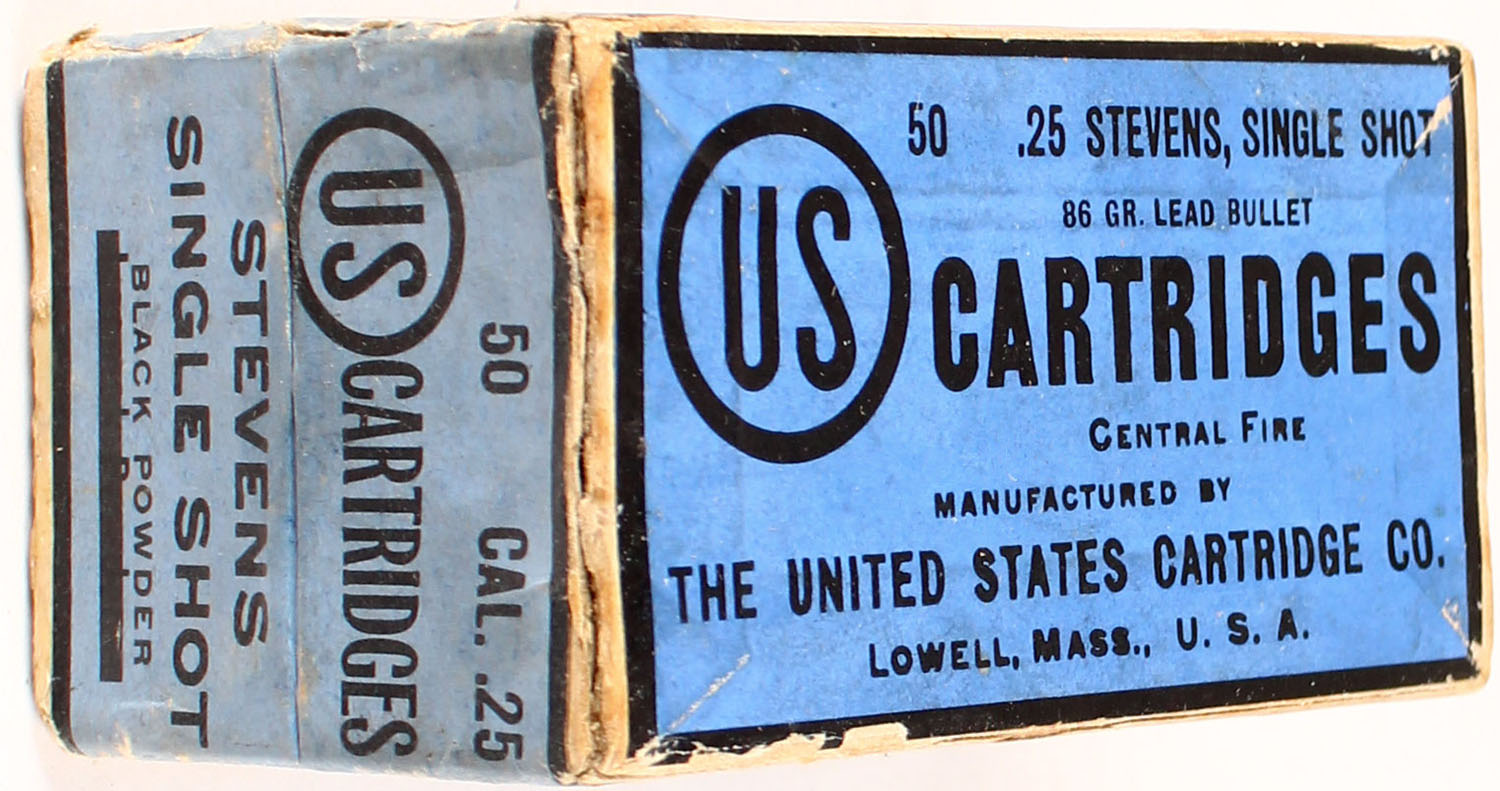 50 .25 STEVENS, SINGLE SHOT
86 GR. LEAD BULLET
US CARTRIDGES
CENTRAL FIRE
MANUFACTURED BY
THE UNITED STATES CARTRIDGE CO.
LOWELL, MASS., U. S. A.
50 CAL. .25
US CARTRIDGES
STEVENS
SINGLE SHOT
BLACK POWDER